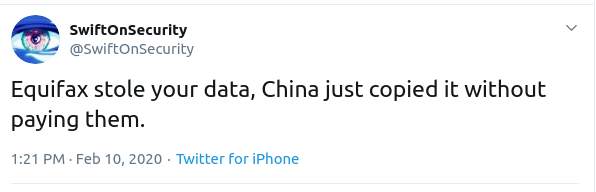 SwiftOnSecurity
@SwiftOnSecurity
Equifax stole your data, China just copied it without
paying them.
1:21 PM · Feb 10, 2020 · Twitter for iPhone